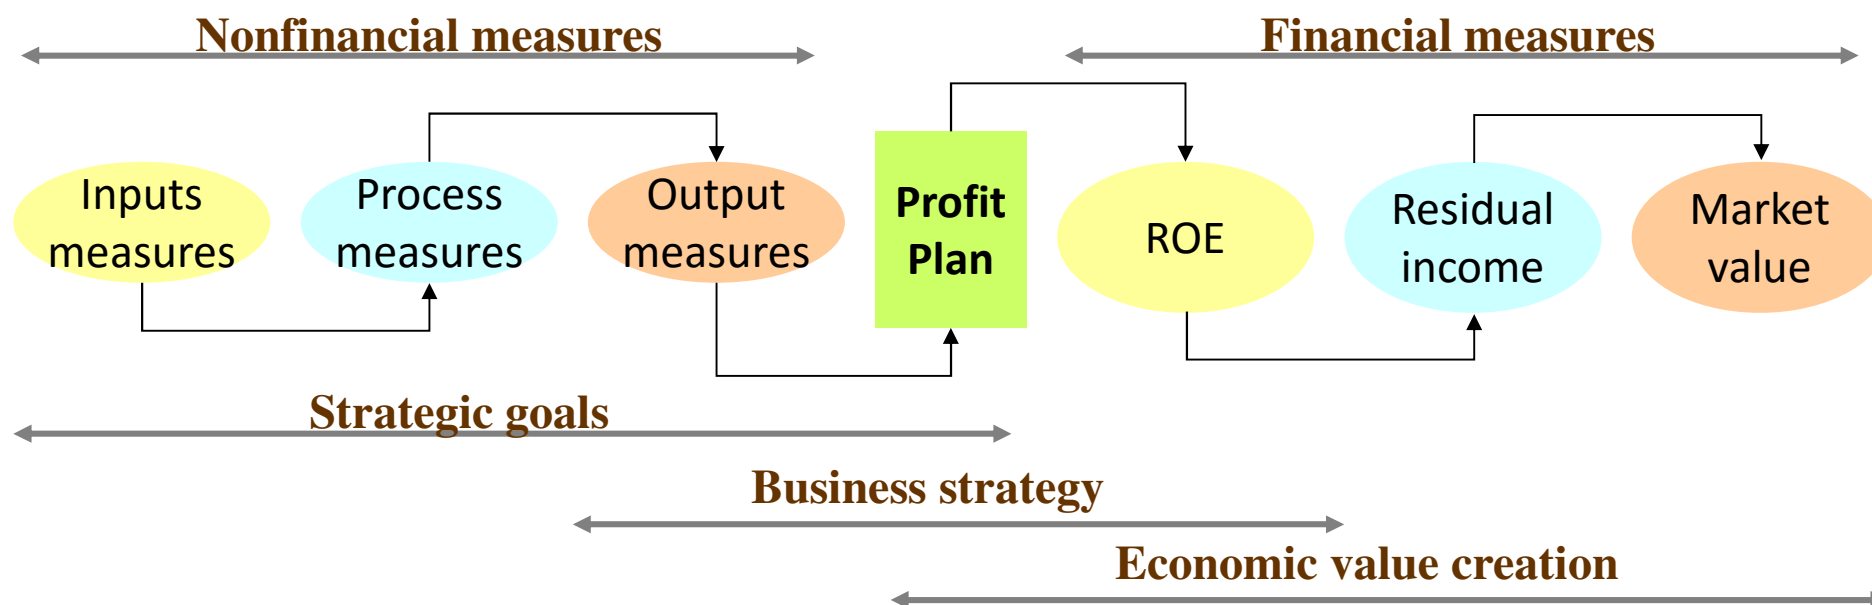 Nonfinancial measures
Financial measures
Inputs
measures
Process
measures
Output
measures
Profit
Plan
ROE
Residual
income
Market
value
Strategic goals
Business strategy
Economic value creation